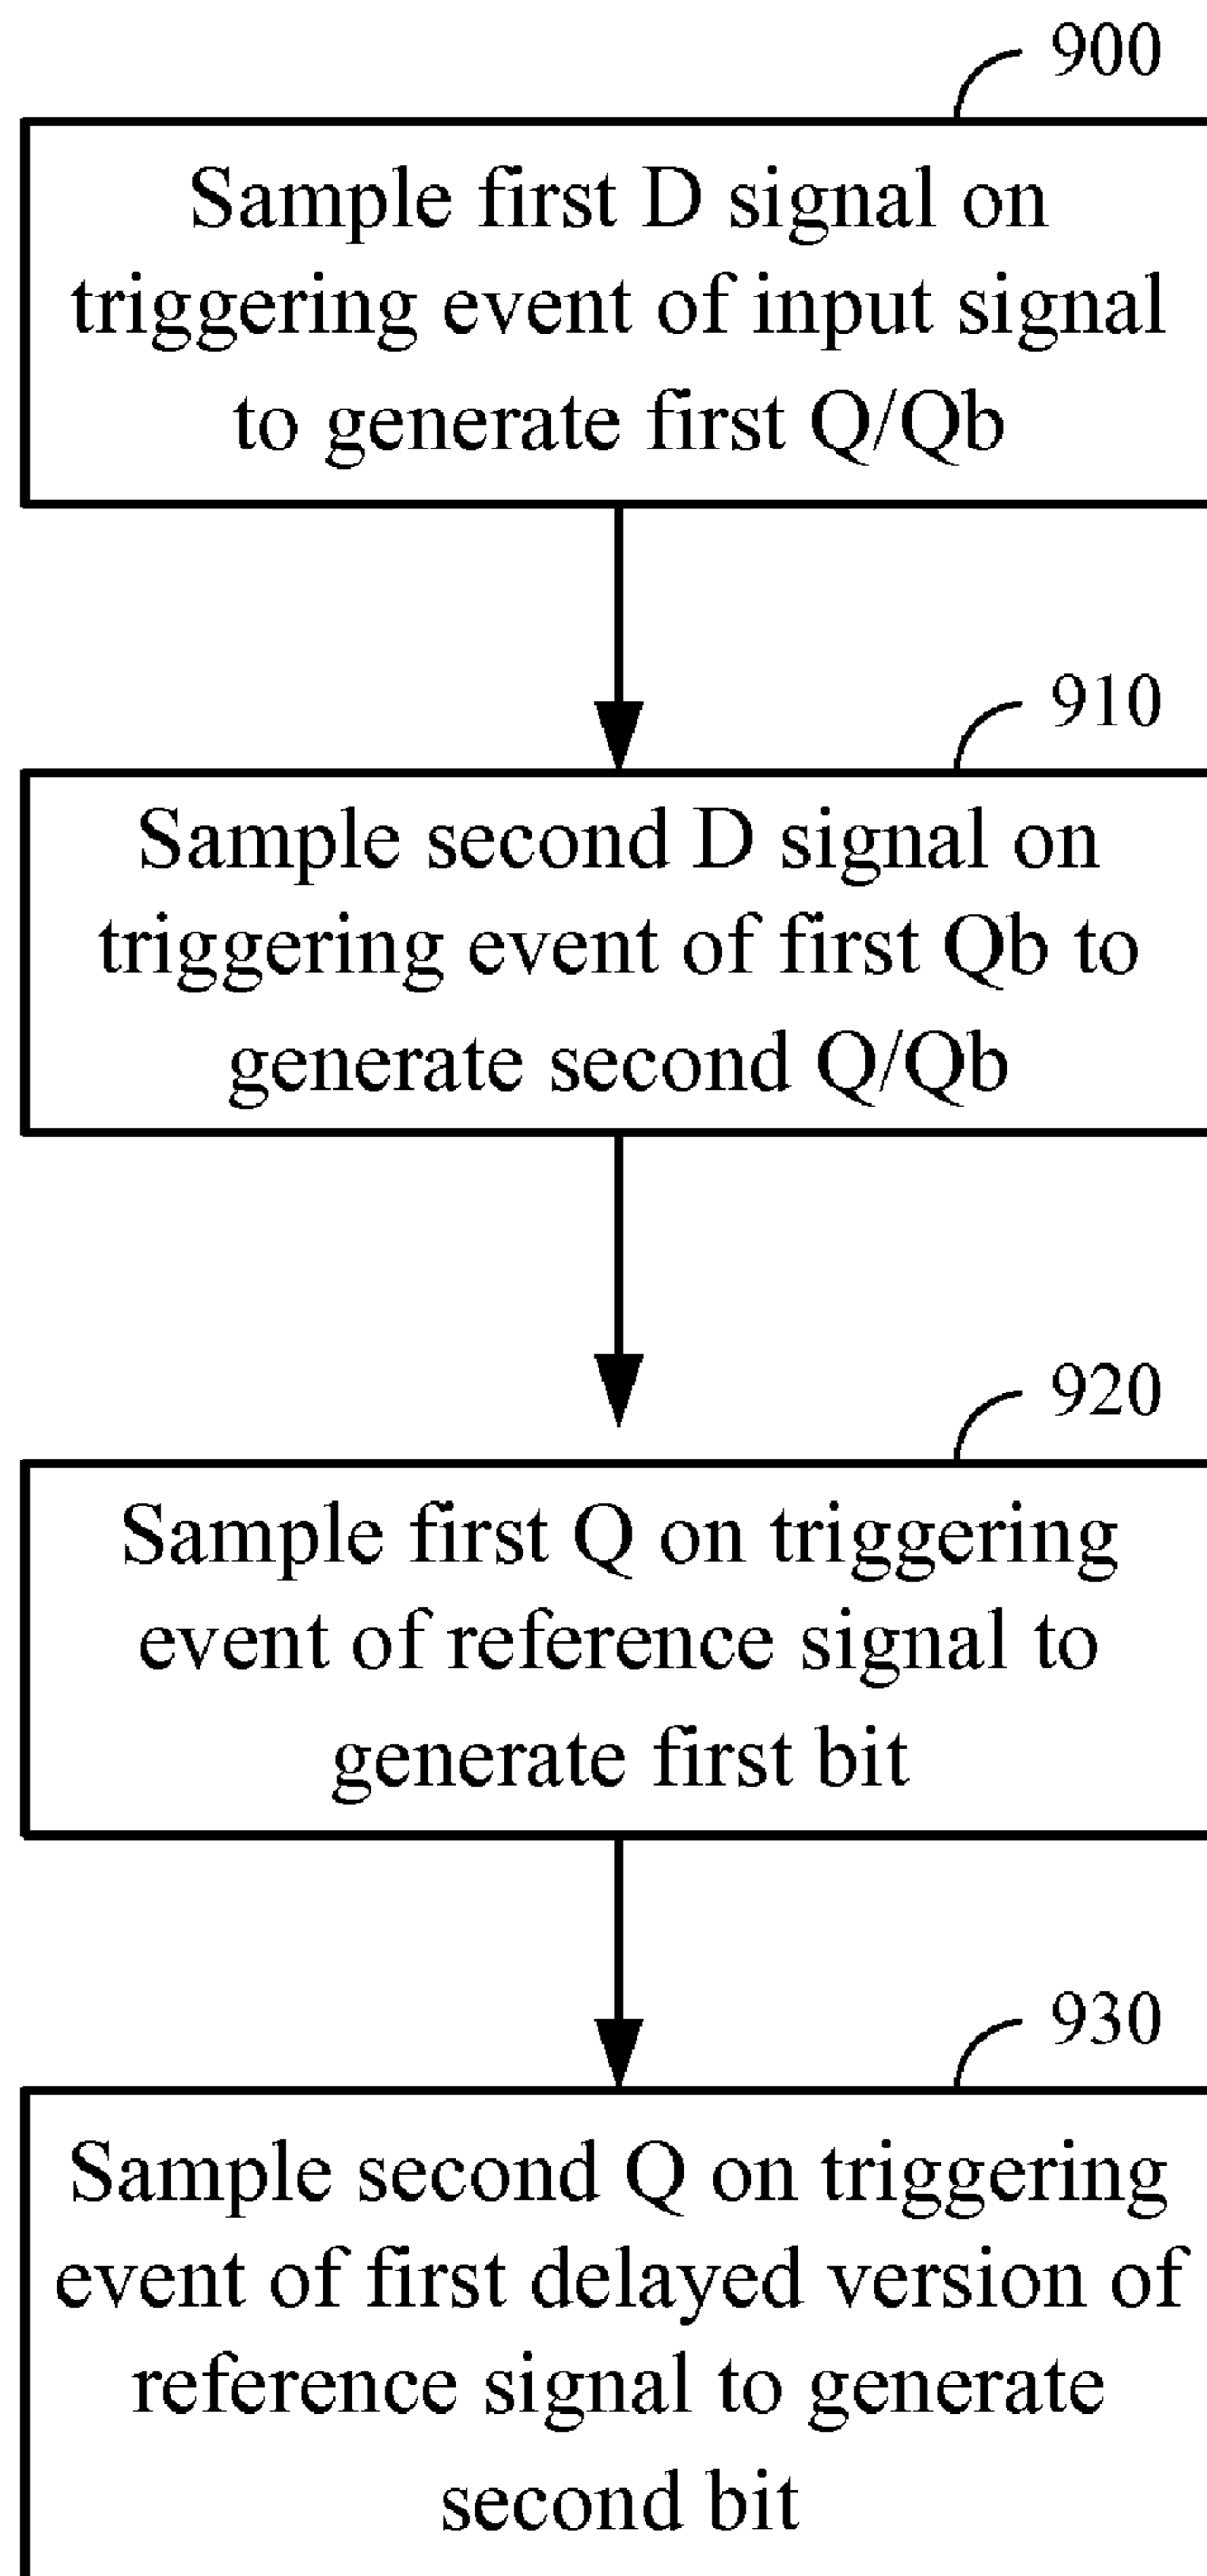 900
Sample first D signal on
triggering event of input signal
to generate first Q/Qb
910
Sample second D signal on
triggering event of first Qb to
generate second Q/Qb
920
Sample first Q on triggering
event of reference signal to
generate first bit
930
Sample second Q on triggering
event of first delayed version of
reference signal to generate
second bit